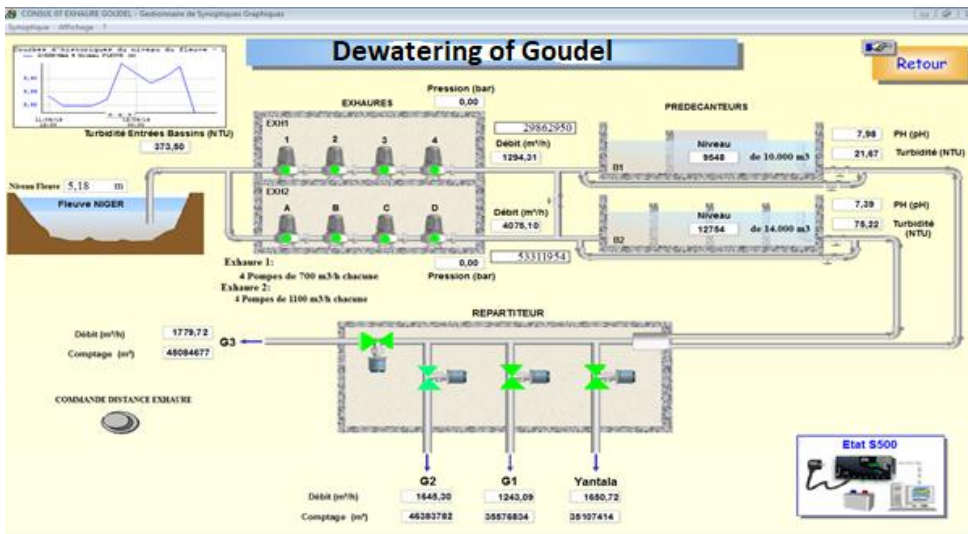 CONSUL 07 EXHAURE GOUDEL - Gestionnaire de Synoptiques Graphiques
Synoptique - Affichage ?
Dewatering of Goudel
Retour
Courbes d'historiques du niveau du fleuve
Turbidité Entrées Bassins (NTU)
373,50
Pression (bar)
0,00
EXHAURES
PREDECANTEURS
EXH1
1 2 3 4
29862950
Débit (m³/h)
1294,31
Niveau
9548
de 10.000 m3
B1
7,98 PH (pH)
21,67 Turbidité (NTU)
Niveau Fleuve 5,18 m
Fleuve NIGER
EXH2
A B C D
Débit (m³/h)
4075,10
Niveau
12754
de 14.000 m3
B2
7,39 PH (pH)
75,22 Turbidité
(NTU)
53311954
0,00
Pression (bar)
Exhaure 1:
4 Pompes de 700 m3/h chacune
Exhaure 2:
4 Pompes de 1100 m3/h chacune
REPARTITEUR
Débit (m³/h) 1779,72
Comptage (m³) 48084677
G3
COMMANDE DISTANCE EXHAURE
Etat S500
G2 G1 Yantala
Débit (m³/h) 1645,30 1243,09 1650,72
Comptage (m³) 46383782 35576834 35107414